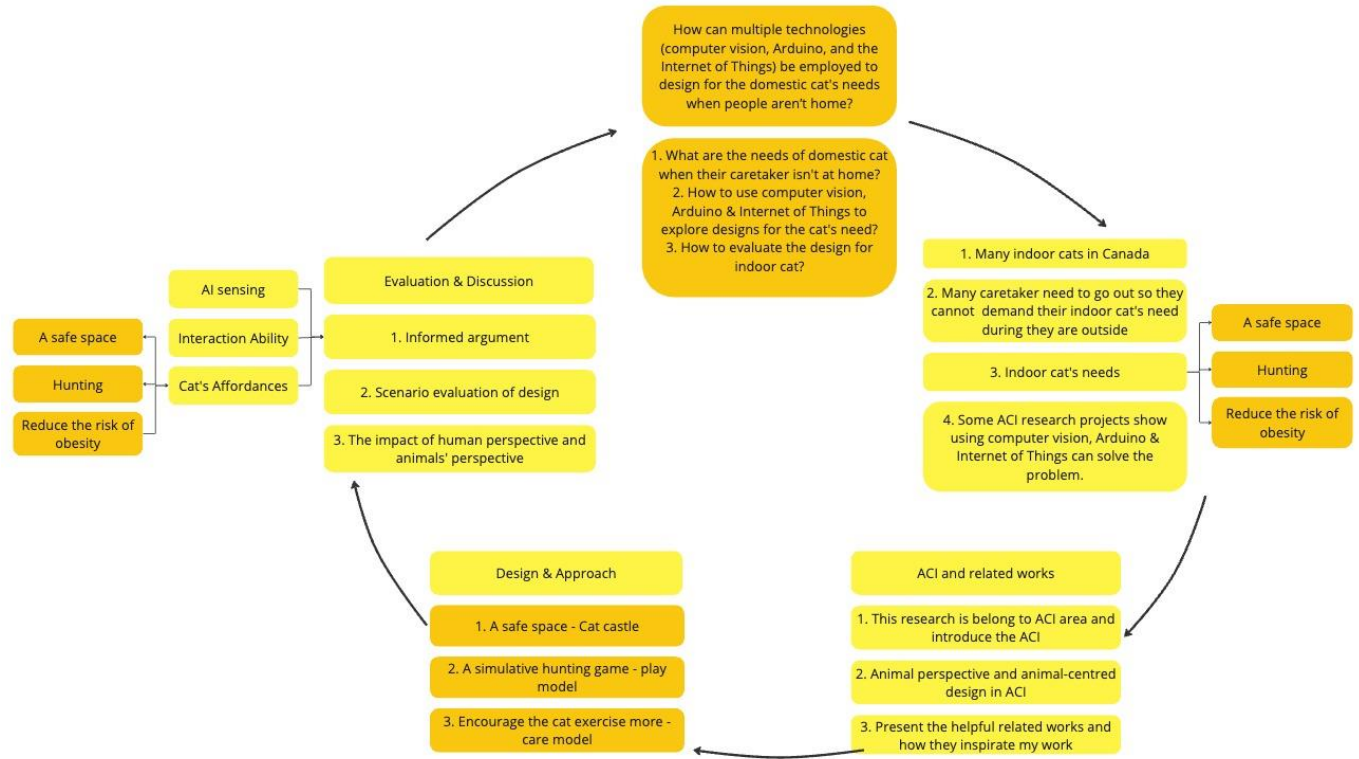 How can multiple technologies
(computer vision, Arduino, and the
Internet of Things) be employed to
design for the domestic cat's needs
when people aren't home?
1. What are the needs of domestic cat
when their caretaker isn't at home?
2. How to use computer vision,
Arduino & Internet of Things to
explore designs for the cat's need?
3. How to evaluate the design for
indoor cat?
1. Many indoor cats in Canada
2. Many caretaker need to go out so they
cannot demand their indoor cat's need
during they are outside
3. Indoor cat's needs
4. Some ACI research projects show
using computer vision, Arduino &
Internet of Things can solve the
problem.
A safe space
Hunting
Reduce the risk of
obesity
ACI and related works
1. This research is belong to ACI area and
introduce the ACI
2. Animal perspective and animal-centred
design in ACI
3. Present the helpful related works and
how they inspirate my work
Design & Approach
1. A safe space - Cat castle
2. A simulative hunting game - play
model
3. Encourage the cat exercise more -
care model
Evaluation & Discussion
1. Informed argument
2. Scenario evaluation of design
3. The impact of human perspective and
animals' perspective
AI sensing
Interaction Ability
Cat's Affordances
A safe space
Hunting
Reduce the risk of
obesity